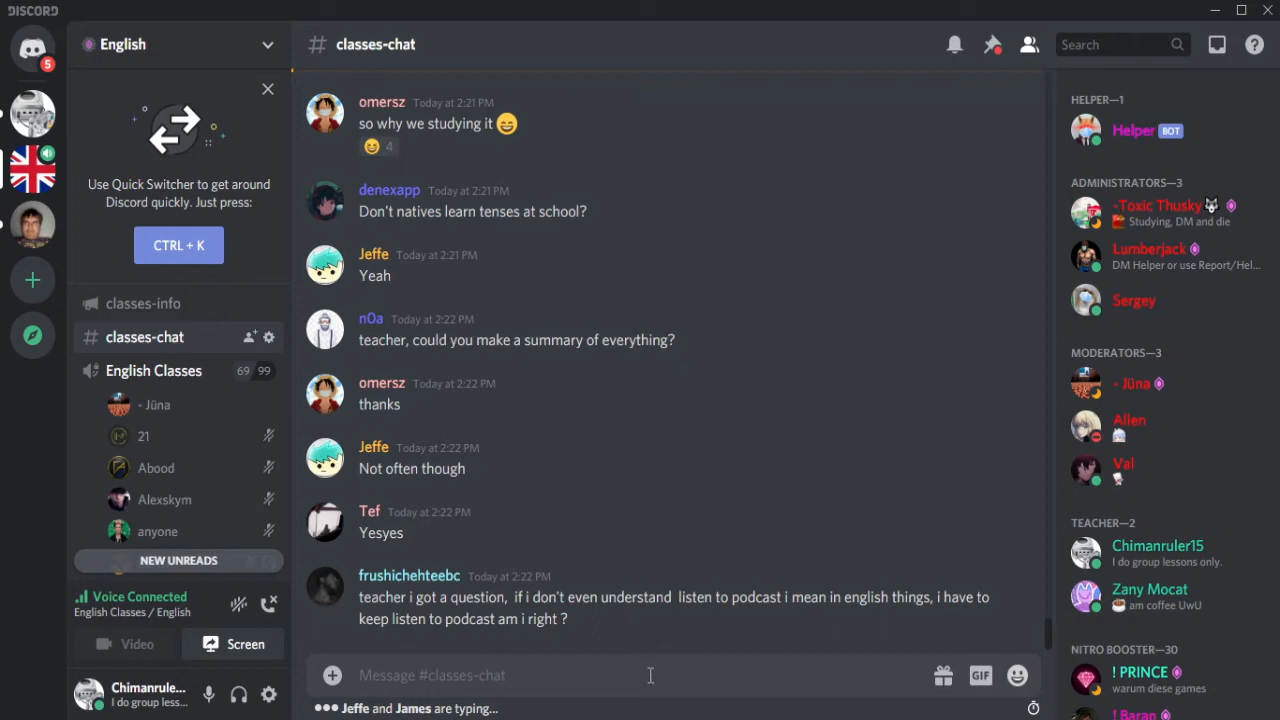 DISCORD
English
classes-chat
Search
5
Use Quick Switcher to get around
Discord quickly. Just press:
CTRL + K
classes-info
classes-chat
English Classes 69 99
- Jüna
21
Abood
Alexskym
anyone
NEW UNREADS
Voice Connected
English Classes / English
Video
Screen
Chimanrule...
I do group less...
omersz Today at 2:21 PM
so why we studying it
4
denexapp Today at 2:21 PM
Don't natives learn tenses at school?
Jeffe Today at 2:21 PM
Yeah
n0a Today at 2:22 PM
teacher, could you make a summary of everything?
omersz Today at 2:22 PM
thanks
Jeffe Today at 2:22 PM
Not often though
Tef Today at 2:22 PM
Yesyes
frushichehteebc Today at 2:22 PM
teacher i got a question, if i don't even understand listen to podcast i mean in english things, i have to
keep listen to podcast am i right ?
Message #classes-chat
GIF
Jeffe and James are typing...
HELPER—1
Helper BOT
ADMINISTRATORS—3
-Toxic Thusky
Studying, DM and die
Lumberjack
DM Helper or use Report/Hel...
Sergey
MODERATORS—3
- Jüna
Allen
Val
TEACHER—2
Chimanruler15
I do group lessons only.
Zany Mocat
am coffee UwU
NITRO BOOSTER—30
! PRINCE
warum diese games
! Baran